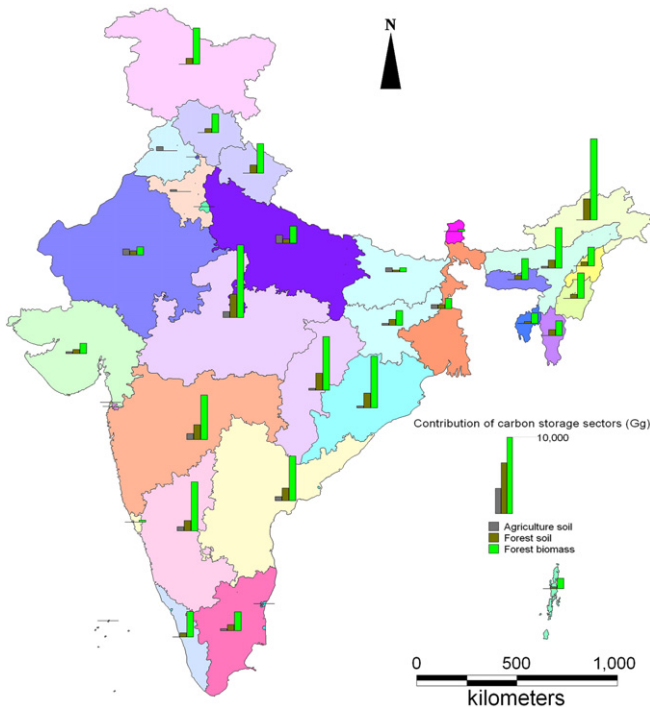 N
Contribution of carbon storage sectors (Gg)
10,000
Agriculture soil
Forest soil
Forest biomass
0 500 1,000
kilometers